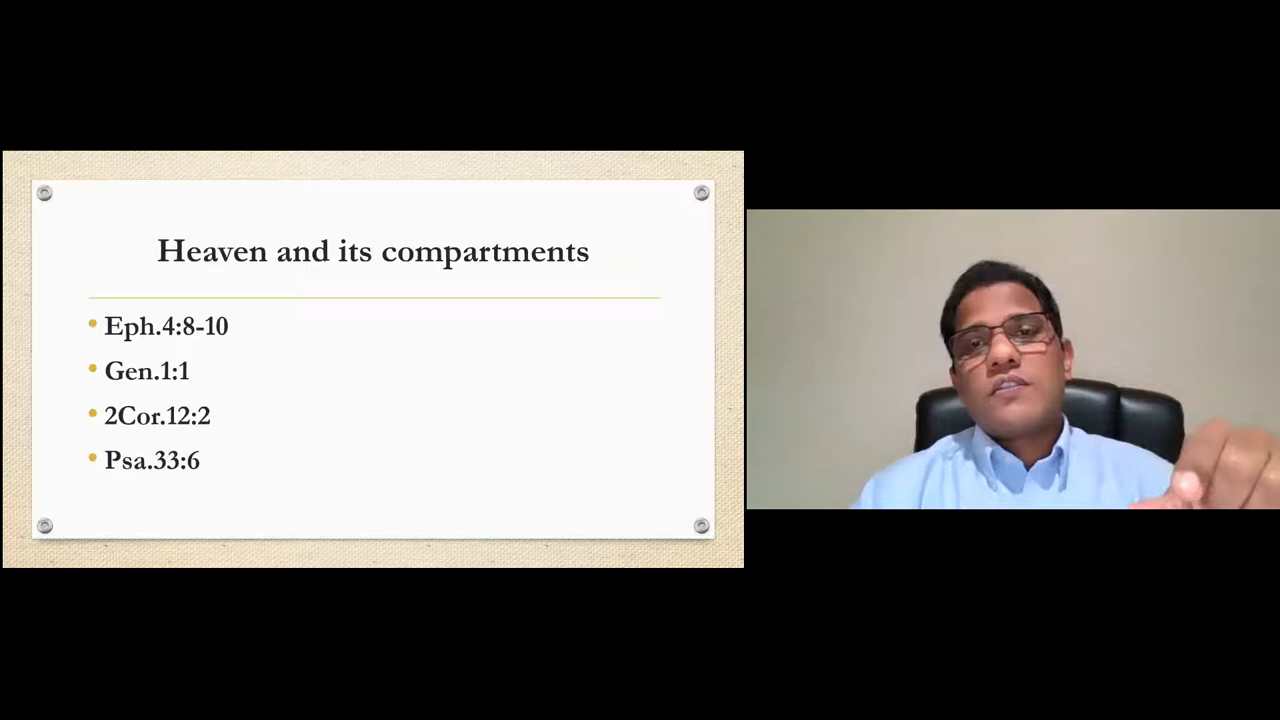 Heaven and its compartments
Eph.4:8-10
Gen.1:1
2Cor.12:2
Psa.33:6